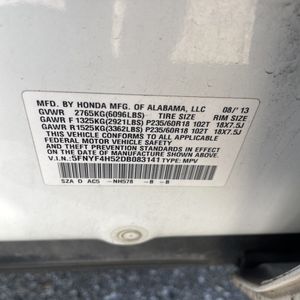 MFD. BY HONDA MFG. OF ALABAMA, LLC 08/'13
GVWR 2765KG(6096LBS) TIRE SIZE RIM SIZE
GAWR F 1325KG(2921LBS) P235/60R18 102T 18X7.5J
GAWR R1525KG(3362LBS) P235/60R18 102T 18X7.5J
THIS VEHICLE CONFORMS TO ALL APPLICABLE
FEDERAL MOTOR VEHICLE SAFETY
AND THEFT PREVENTION STANDARDS IN EFFECT ON
THE DATE OF MANUFACTURE SHOWN ABOVE.
V.I.N.:5FNYF4H52DB083141 TYPE: MPV
SZA D AC5 -NH578 -B -B